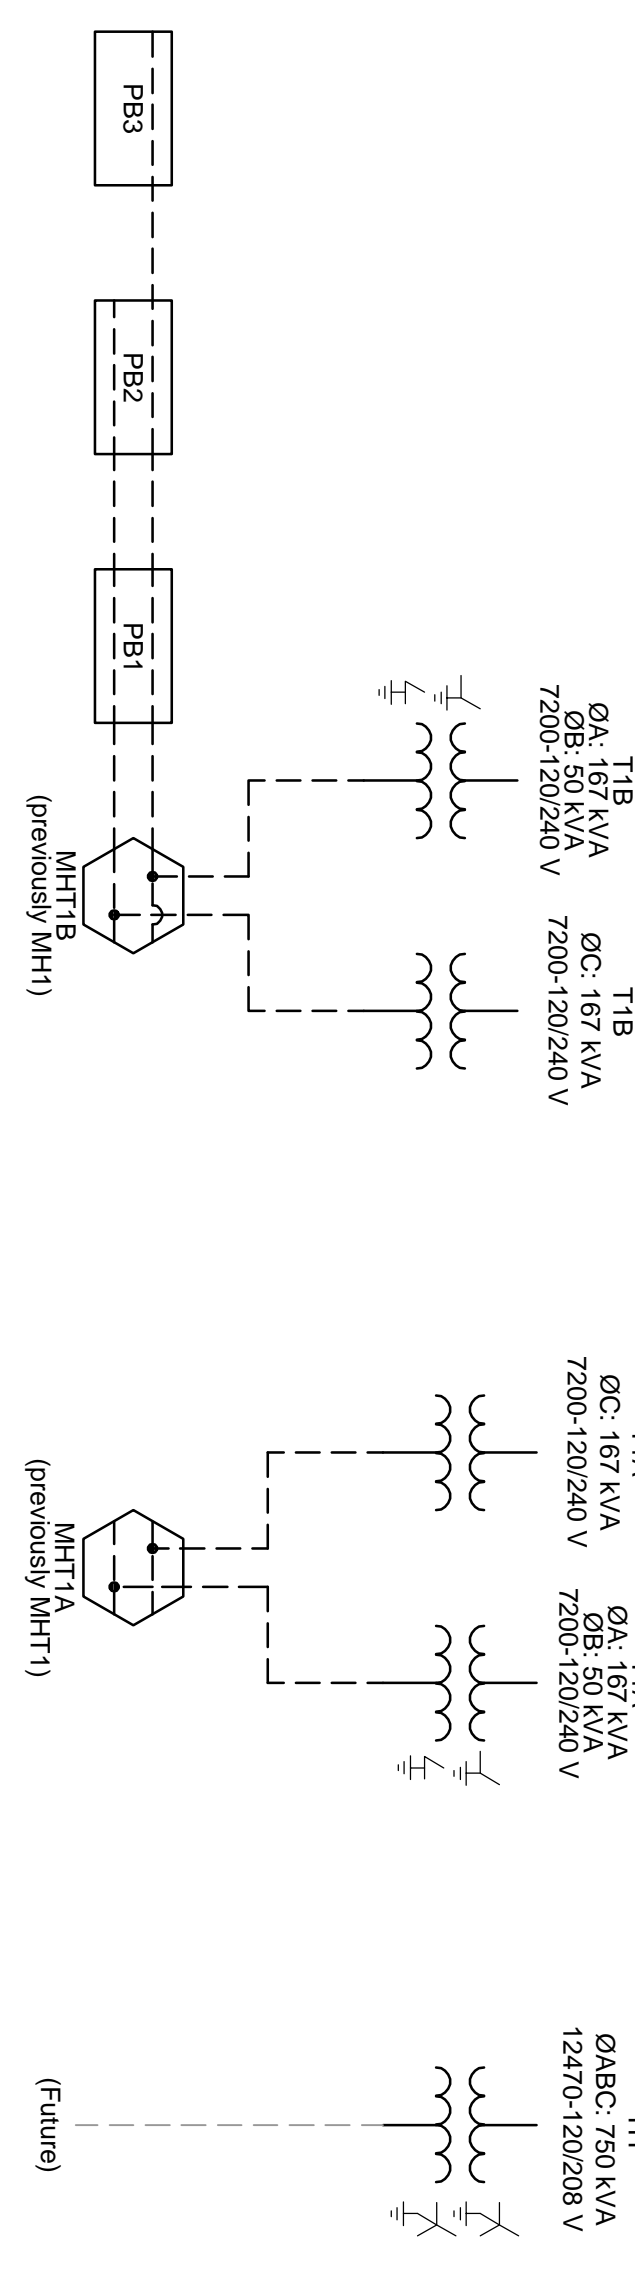 PB3
PB2
PB1
T1B
ØA: 167 kVA
ØB: 50 kVA
7200-120/240 V
T1B
ØC: 167 kVA
7200-120/240 V
MHT1B
(previously MH1)
ØC: 167 kVA
7200-120/240 V
ØA: 167 kVA
ØB: 50 kVA
7200-120/240 V
MHT1A
(previously MHT1)
ØABC: 750 kVA
12470-120/208 V
(Future)